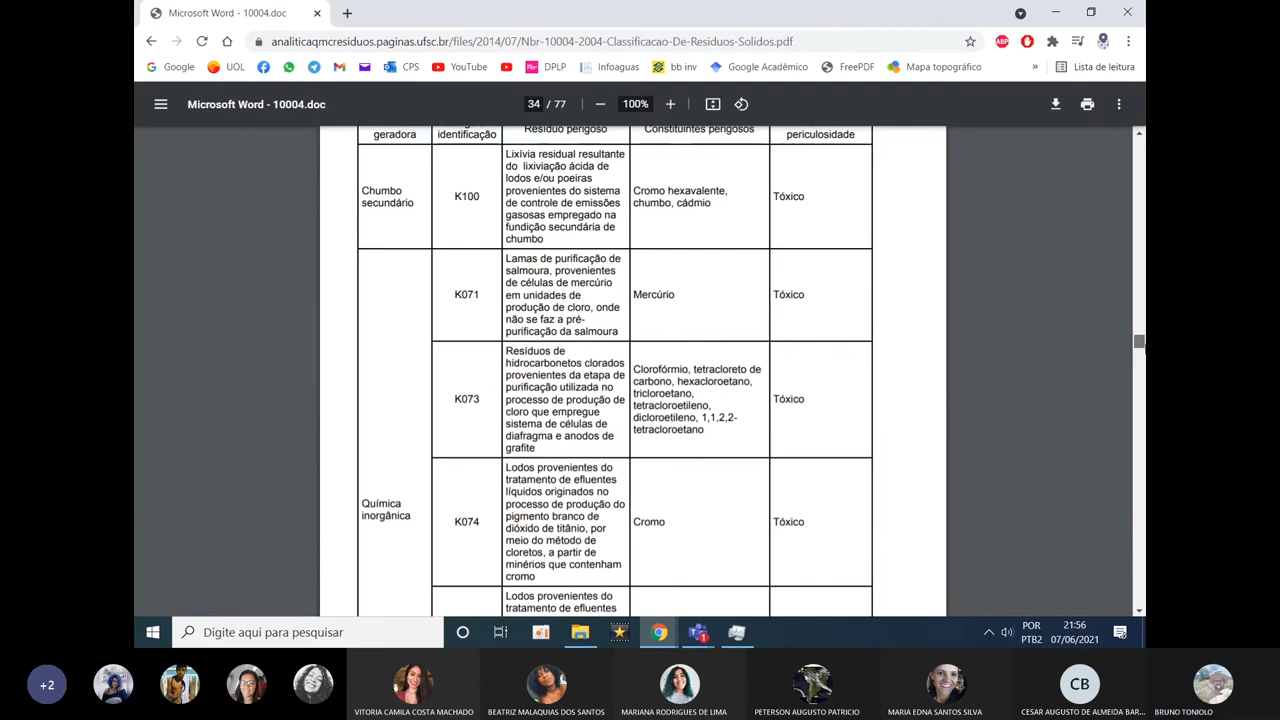 Microsoft Word - 10004.doc
analiticaqmcresiduos.paginas.ufsc.br/files/2014/07/Nbr-10004-2004-Classificacao-De-Residuos-Solidos.pdf
ABP
Google
UOL
CPS
YouTube
DPLP
Infoaguas
bb inv
Google Acadêmico
FreePDF
Mapa topográfico
»
Lista de leitura
Microsoft Word - 10004.doc
34 / 77
100%
geradora
identificação
Resíduo perigoso
Constituintes perigosos
periculosidade
Chumbo
secundário
K100
Lixívia residual resultante
do lixiviação ácida de
lodos e/ou poeiras
provenientes do sistema
de controle de emissões
gasosas empregado na
fundição secundária de
chumbo
Cromo hexavalente,
chumbo, cádmio
Tóxico
Química
inorgânica
K071
Lamas de purificação de
salmoura, provenientes
de células de mercúrio
em unidades de
produção de cloro, onde
não se faz a pré-
purificação da salmoura
Mercúrio
Tóxico
K073
Resíduos de
hidrocarbonetos clorados
provenientes da etapa de
purificação utilizada no
processo de produção de
cloro que empregue
sistema de células de
diafragma e anodos de
grafite
Clorofórmio, tetracloreto de
carbono, hexacloroetano,
tricloroetano,
tetracloroetileno,
dicloroetileno, 1,1,2,2-
tetracloroetano
Tóxico
K074
Lodos provenientes do
tratamento de efluentes
líquidos originados no
processo de produção do
pigmento branco de
dióxido de titânio, por
meio do método de
cloretos, a partir de
minérios que contenham
cromo
Cromo
Tóxico
Lodos provenientes do
tratamento de efluentes
Digite aqui para pesquisar
1
POR
PTB2
21:56
07/06/2021
+2
VITORIA CAMILA COSTA MACHADO
BEATRIZ MALAQUIAS DOS SANTOS
MARIANA RODRIGUES DE LIMA
PETERSON AUGUSTO PATRICIO
MARIA EDNA SANTOS SILVA
CB
CESAR AUGUSTO DE ALMEIDA BAR...
BRUNO TONIOLO